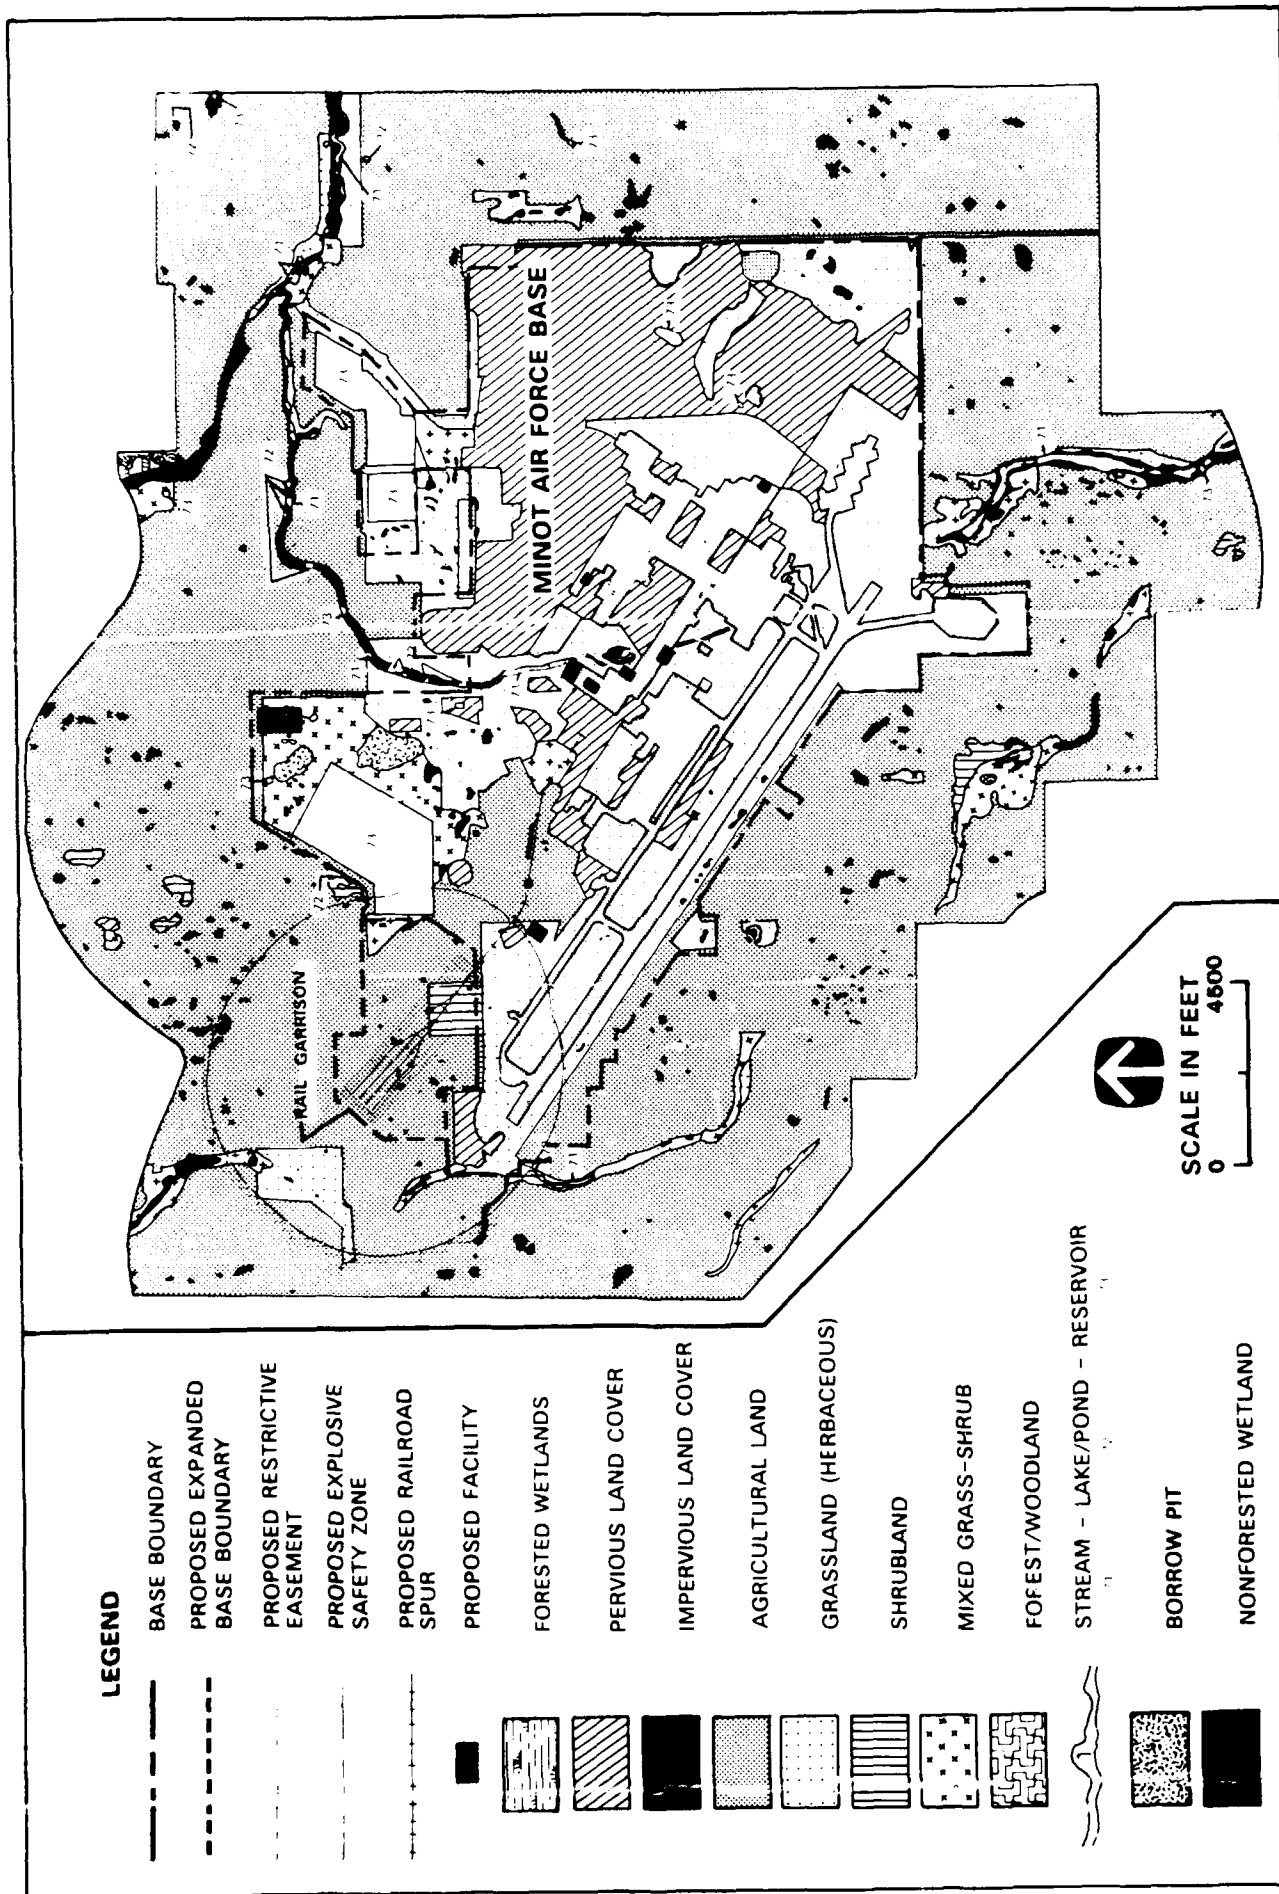 LEGEND
BASE BOUNDARY
PROPOSED EXPANDED
BASE BOUNDARY
PROPOSED RESTRICTIVE
EASEMENT
PROPOSED EXPLOSIVE
SAFETY ZONE
PROPOSED RAILROAD
SPUR
PROPOSED FACILITY
FORESTED WETLANDS
PERVIOUS LAND COVER
IMPERVIOUS LAND COVER
AGRICULTURAL LAND
GRASSLAND (HERBACEOUS)
SHRUBLAND
MIXED GRASS-SHRUB
FOREST/WOODLAND
STREAM - LAKE/POND - RESERVOIR
BORROW PIT
NONFORESTED WETLAND
RAIL GARRISON
MINOT AIR FORCE BASE
SCALE IN FEET
0 4500